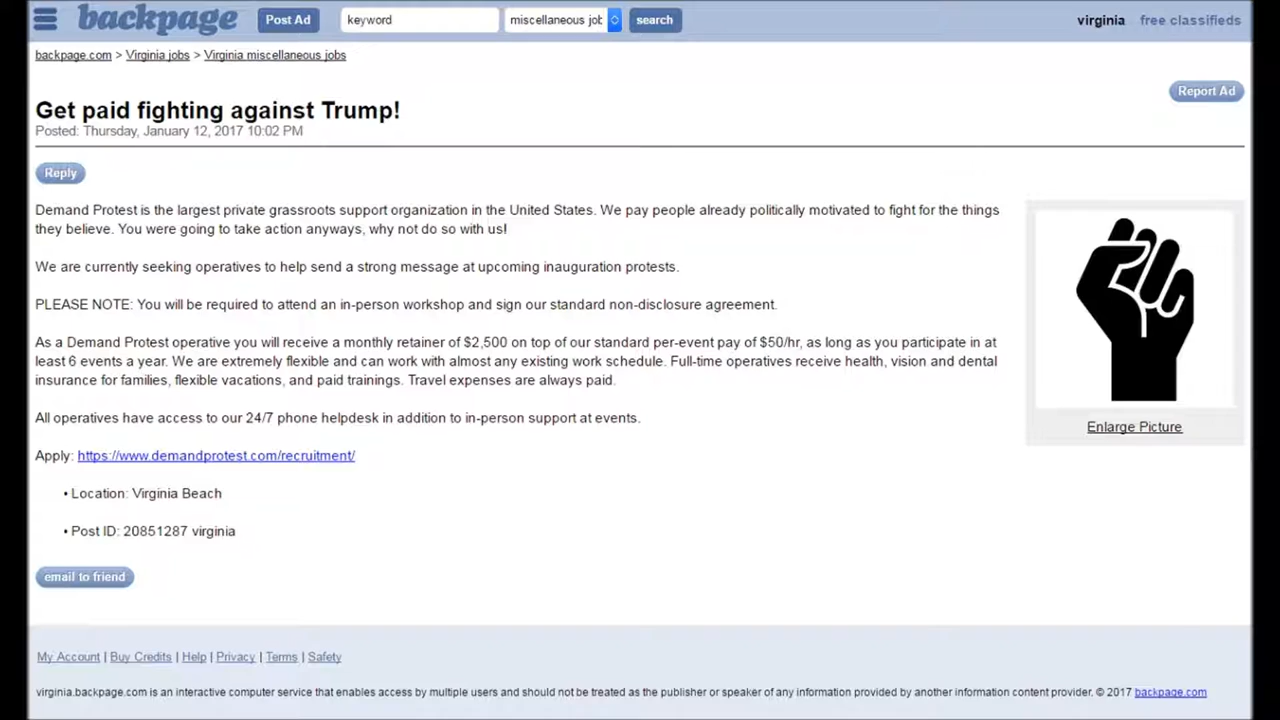 backpage Post Ad keyword miscellaneous jot search virginia free classifieds
backpage.com > Virginia jobs > Virginia miscellaneous jobs
Report Ad
Get paid fighting against Trump!
Posted: Thursday, January 12, 2017 10:02 PM
Reply
Demand Protest is the largest private grassroots support organization in the United States. We pay people already politically motivated to fight for the things
they believe. You were going to take action anyways, why not do so with us!
We are currently seeking operatives to help send a strong message at upcoming inauguration protests.
PLEASE NOTE: You will be required to attend an in-person workshop and sign our standard non-disclosure agreement.
As a Demand Protest operative you will receive a monthly retainer of $2,500 on top of our standard per-event pay of $50/hr, as long as you participate in at
least 6 events a year. We are extremely flexible and can work with almost any existing work schedule. Full-time operatives receive health, vision and dental
insurance for families, flexible vacations, and paid trainings. Travel expenses are always paid.
All operatives have access to our 24/7 phone helpdesk in addition to in-person support at events.
Apply: https://www.demandprotest.com/recruitment/
• Location: Virginia Beach
• Post ID: 20851287 virginia
Enlarge Picture
email to friend
My Account | Buy Credits | Help | Privacy | Terms | Safety
virginia.backpage.com is an interactive computer service that enables access by multiple users and should not be treated as the publisher or speaker of any information provided by another information content provider. © 2017 backpage.com